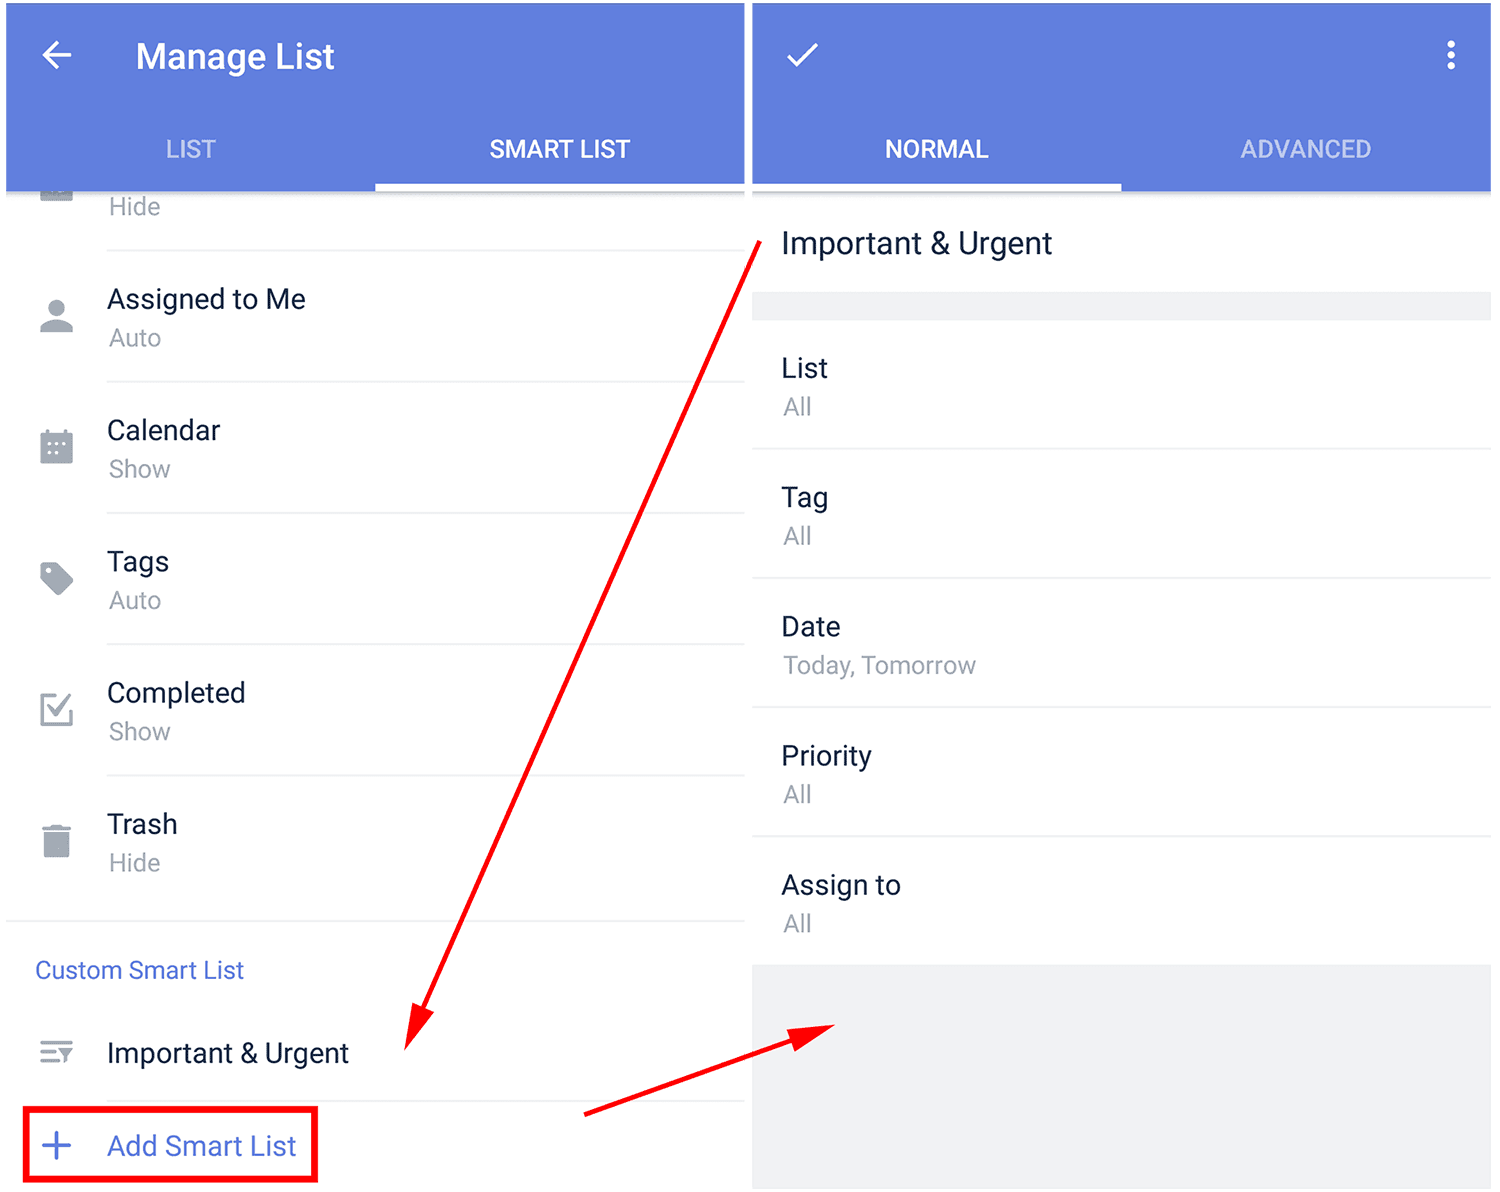 Manage List
LIST
SMART LIST
Hide
Assigned to Me
Auto
Calendar
Show
Tags
Auto
Completed
Show
Trash
Hide
Custom Smart List
Important & Urgent
Add Smart List
NORMAL
ADVANCED
Important & Urgent
List
All
Tag
All
Date
Today, Tomorrow
Priority
All
Assign to
All